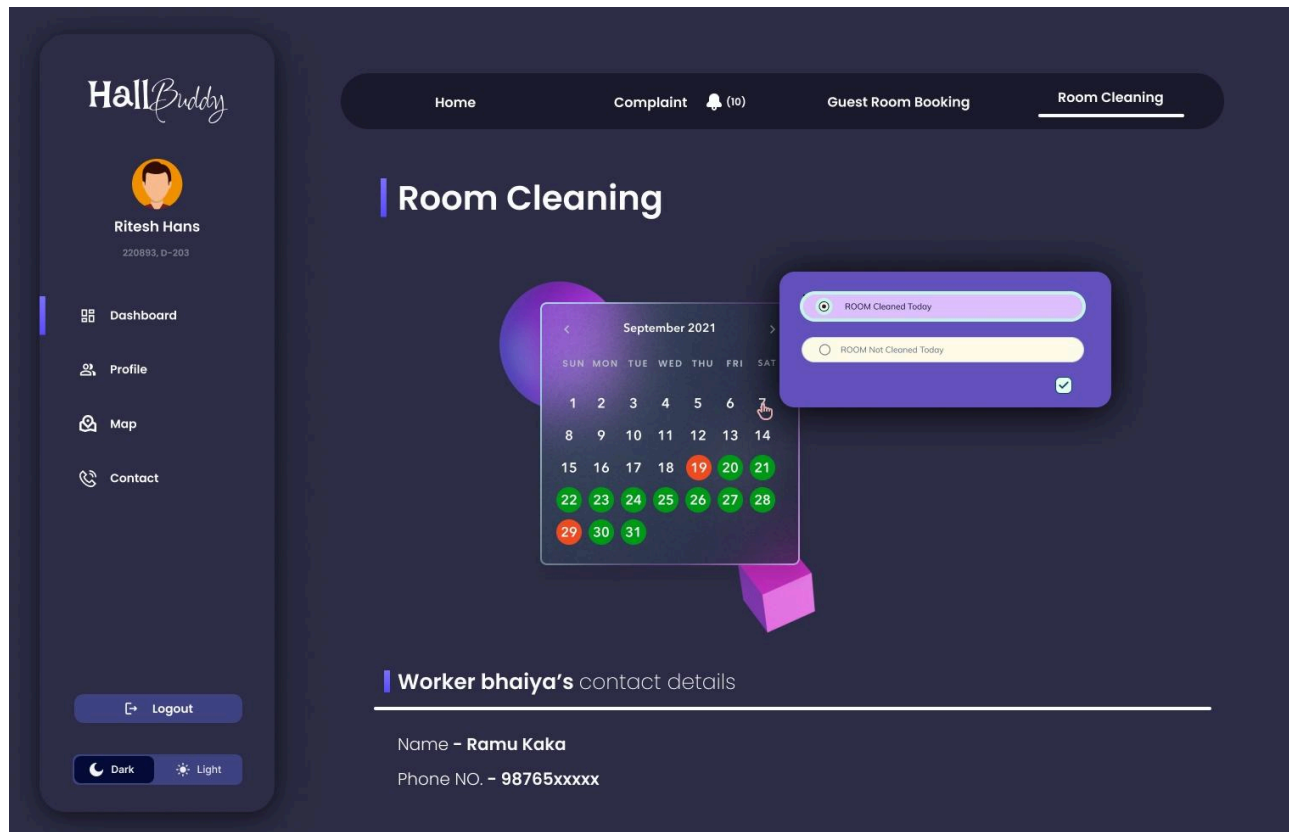 HallBuddy
Ritesh Hans
220893, D-203
Dashboard
Profile
Map
Contact
Logout
Dark Light
Home Complaint (10) Guest Room Booking Room Cleaning
Room Cleaning
September 2021
SUN MON TUE WED THU FRI SAT
1 2 3 4 5 6 7
8 9 10 11 12 13 14
15 16 17 18 19 20 21
22 23 24 25 26 27 28
29 30 31
ROOM Cleaned Today
ROOM Not Cleaned Today
Worker bhaiya's contact details
Name - Ramu Kaka
Phone NO. - 98765xxxxx